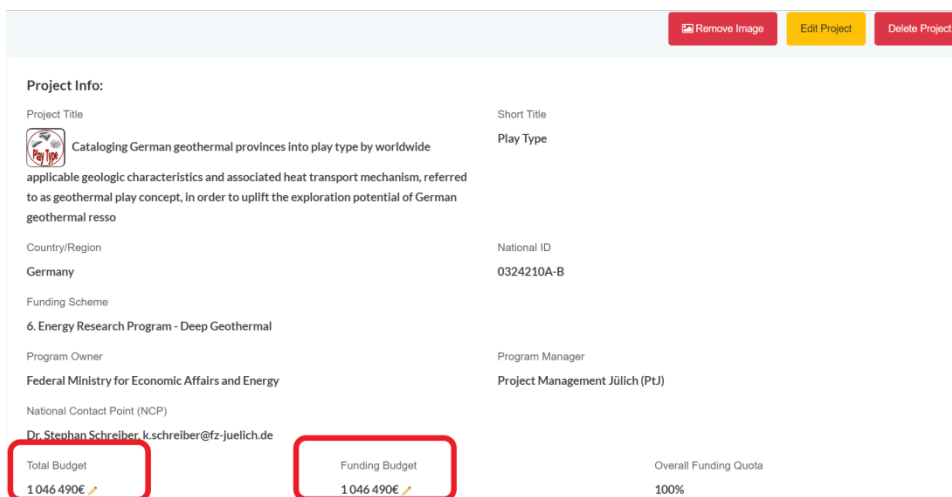 Remove Image Edit Project Delete Project
Project Info:
Project Title Short Title
Play Type Cataloging German geothermal provinces into play type by worldwide Play Type
applicable geologic characteristics and associated heat transport mechanism, referred
to as geothermal play concept, in order to uplift the exploration potential of German
geothermal resso
Country/Region National ID
Germany 0324210A-B
Funding Scheme
6. Energy Research Program - Deep Geothermal
Program Owner Program Manager
Federal Ministry for Economic Affairs and Energy Project Management Jülich (PtJ)
National Contact Point (NCP)
Dr. Stephan Schreiber, k.schreiber@fz-juelich.de
Total Budget Funding Budget Overall Funding Quota
1 046 490€ 1 046 490€ 100%